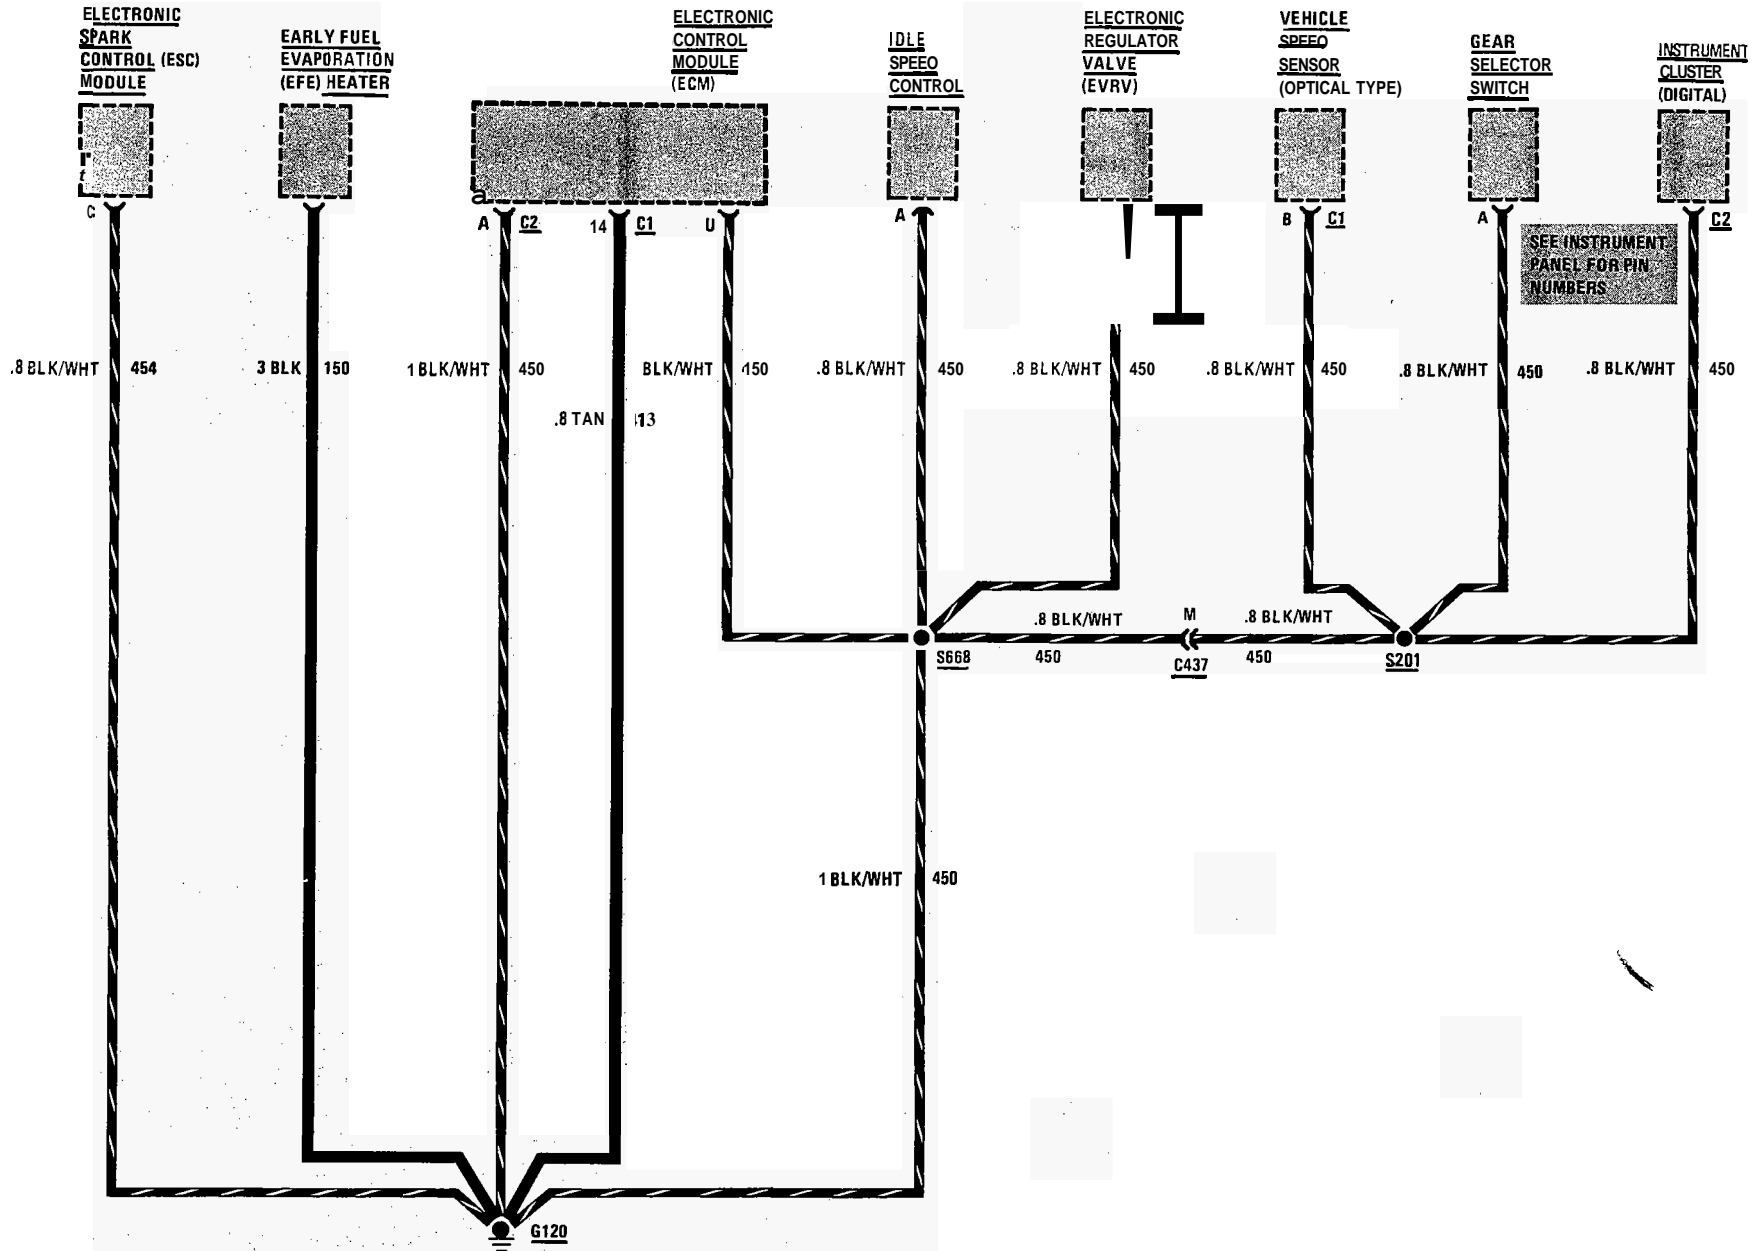 ELECTRONIC
SPARK
CONTROL (ESC)
MODULE
EARLY FUEL
EVAPORATION
(EFE) HEATER
ELECTRONIC
CONTROL
MODULE
(ECM)
IDLE
SPEEO
CONTROL
ELECTRONIC
REGULATOR
VALVE
(EVRV)
VEHICLE
SPEEO
SENSOR
(OPTICAL TYPE)
GEAR
SELECTOR
SWITCH
INSTRUMENT
CLUSTER
(DIGITAL)
t
a
C
A C2
14 C1
U
A
B C1
A
C2
SEE INSTRUMENT
PANEL FOR PIN
NUMBERS
.8 BLK/WHT 454
3 BLK 150
1 BLK/WHT 450
BLK/WHT 150
.8 BLK/WHT 450
.8 BLK/WHT 450
.8 BLK/WHT 450
.8 BLK/WHT 450
.8 BLK/WHT 450
.8 TAN 13
.8 BLK/WHT M .8 BLK/WHT
S668 450 C437 450 S201
1 BLK/WHT 450
G120